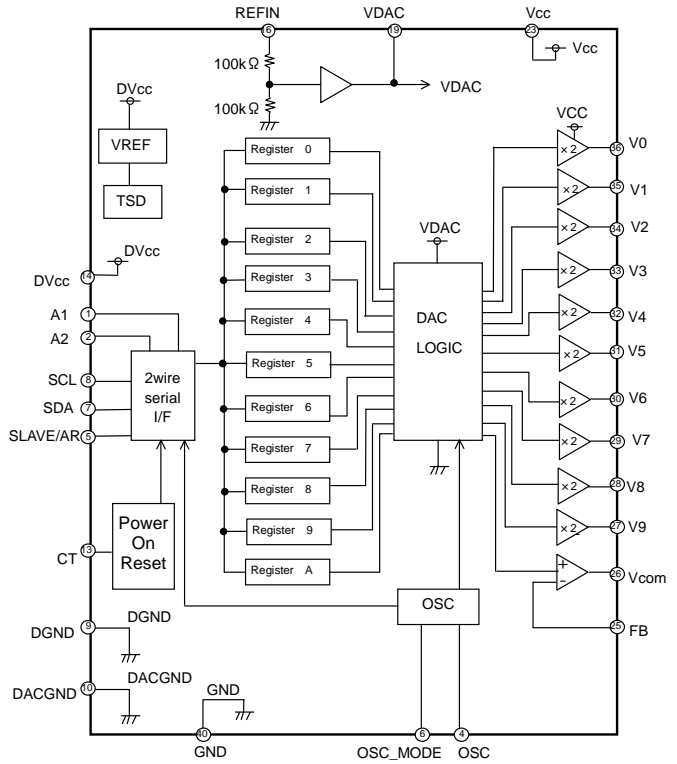 REFIN VDAC Vcc
16 19 23
Vcc
100kΩ
VDAC
100kΩ
DVcc
VREF
TSD
DVcc
14
DVcc
A1
1
A2
2
SCL
8
SDA
7
SLAVE/AR
5
2wire
serial
I/F
Power
On
Reset
13
CT
DGND
9
DGND
DACGND
10
DACGND
GND
40
GND
Register 0
Register 1
Register 2
Register 3
Register 4
Register 5
Register 6
Register 7
Register 8
Register 9
Register A
VDAC
DAC
LOGIC
OSC
6
OSC_MODE
4
OSC
VCC
×2 36 V0
×2 35 V1
×2 34 V2
×2 33 V3
×2 32 V4
×2 31 V5
×2 30 V6
×2 29 V7
×2 28 V8
×2 27 V9
+
−
26 Vcom
25 FB